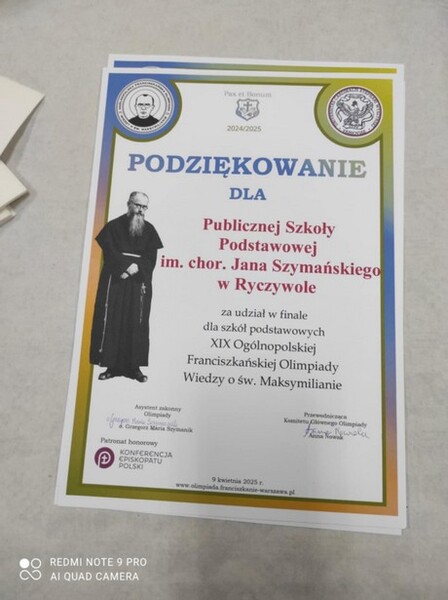 Pax et Bonum
2024/2025
PODZIĘKOWANIE
DLA
Publicznej Szkoły
Podstawowej
im. chor. Jana Szymańskiego
w Ryczywole
za udział w finale
dla szkół podstawowych
XIX Ogólnopolskiej
Franciszkańskiej Olimpiady
Wiedzy o św. Maksymilianie
Asystent zakonny
Olimpiady
o. Grzegorz Maria Szymanik
Przewodnicząca
Komitetu Głównego Olimpiady
Anna Nowak
Patronat honorowy
KONFERENCJA
EPISKOPATU
POLSKI
9 kwietnia 2025 r.
www.olimpiada.franciszkanie-warszawa.pl
REDMI NOTE 9 PRO
AI QUAD CAMERA